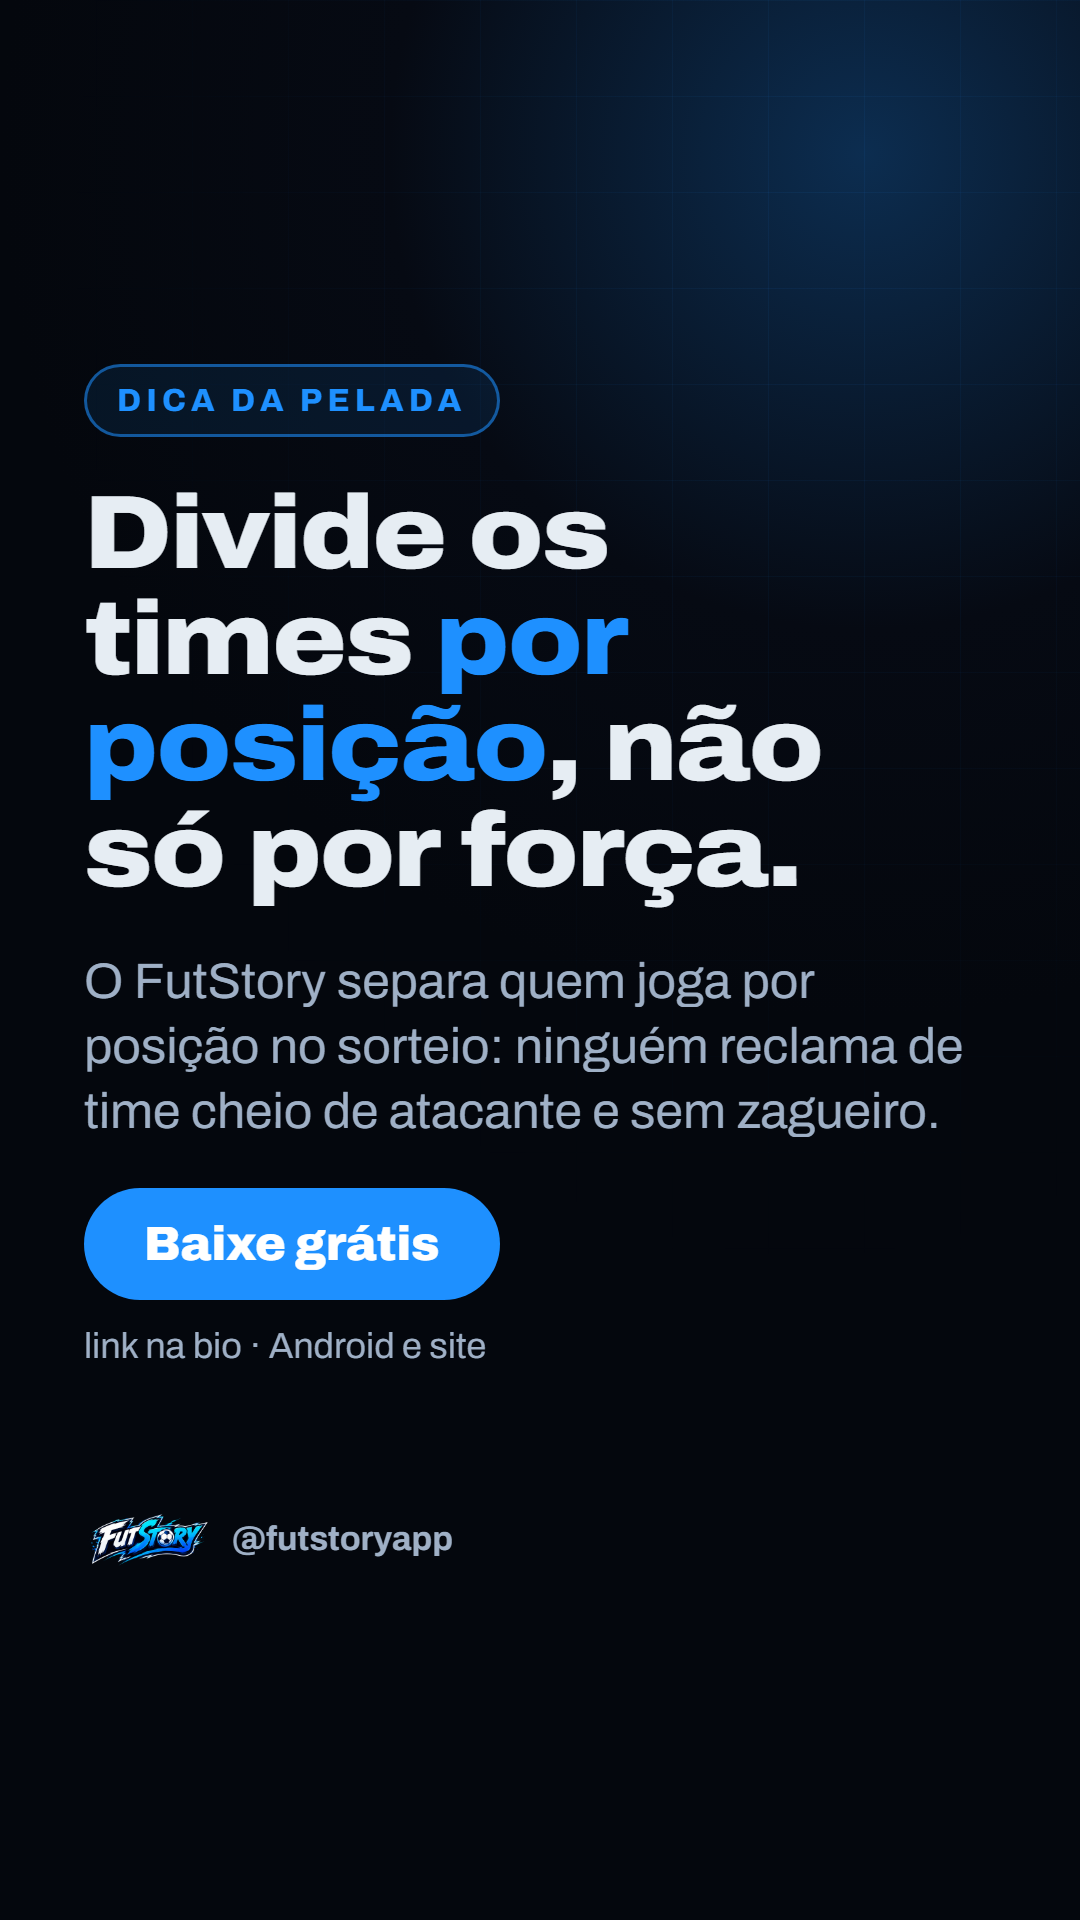 DICA DA PELADA
Divide os
times por
posição, não
só por força.
O FutStory separa quem joga por
posição no sorteio: ninguém reclama de
time cheio de atacante e sem zagueiro.
Baixe grátis
link na bio · Android e site
FUTSTORY @futstoryapp